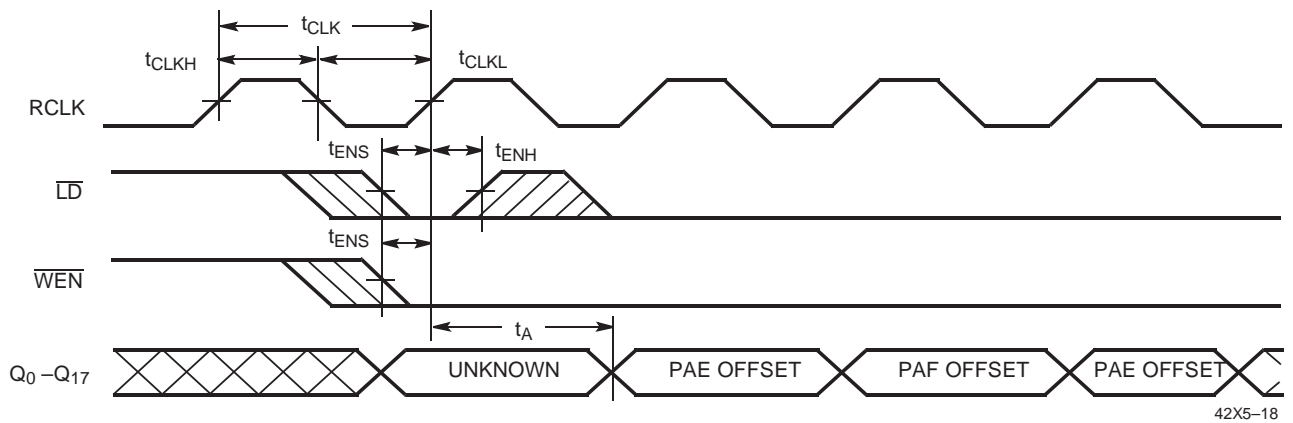 tCLK
tCLKH
tCLKL
RCLK
tENS
tENH
LD
tENS
WEN
tA
Q0 –Q17
UNKNOWN
PAE OFFSET
PAF OFFSET
PAE OFFSET
42X5–18